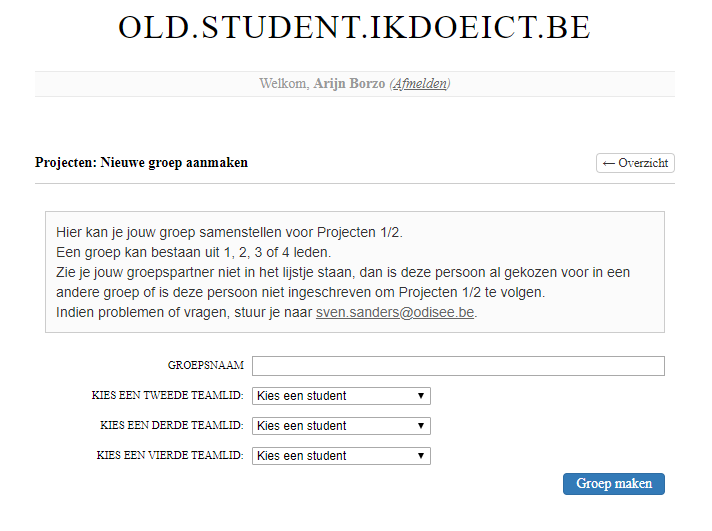 OLD.STUDENT.IKDOEICT.BE
Welkom, Arijn Borzo (Afmelden)
Projecten: Nieuwe groep aanmaken
← Overzicht
Hier kan je jouw groep samenstellen voor Projecten 1/2.
Een groep kan bestaan uit 1, 2, 3 of 4 leden.
Zie je jouw groepspartner niet in het lijstje staan, dan is deze persoon al gekozen voor in een
andere groep of is deze persoon niet ingeschreven om Projecten 1/2 te volgen.
Indien problemen of vragen, stuur je naar sven.sanders@odisee.be.
GROEPSNAAM
KIES EEN TWEEDE TEAMLID: Kies een student
KIES EEN DERDE TEAMLID: Kies een student
KIES EEN VIERDE TEAMLID: Kies een student
Groep maken